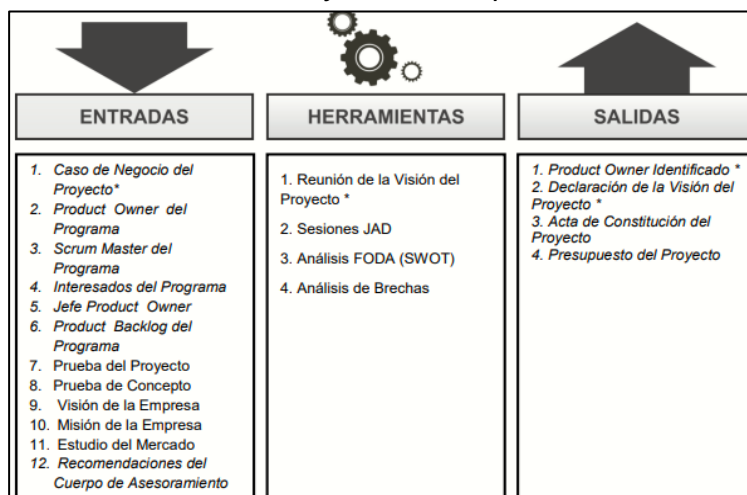 ENTRADAS
HERRAMIENTAS
SALIDAS
1. Caso de Negocio del
Proyecto*
2. Product Owner del
Programa
3. Scrum Master del
Programa
4. Interesados del Programa
5. Jefe Product Owner
6. Product Backlog del
Programa
7. Prueba del Proyecto
8. Prueba de Concepto
9. Visión de la Empresa
10. Misión de la Empresa
11. Estudio del Mercado
12. Recomendaciones del
Cuerpo de Asesoramiento
1. Reunión de la Visión del
Proyecto *
2. Sesiones JAD
3. Análisis FODA (SWOT)
4. Análisis de Brechas
1. Product Owner Identificado *
2. Declaración de la Visión del
Proyecto *
3. Acta de Constitución del
Proyecto
4. Presupuesto del Proyecto